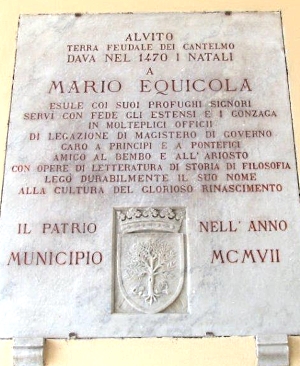 ALVITO
TERRA FEUDALE DEI CANTELMO
DAVA NEL 1470 I NATALI
A
MARIO EQUICOLA
ESULE COI SUOI PROFUGHI SIGNORI
SERVÌ CON FEDE GLI ESTENSI E I GONZAGA
IN MOLTEPLICI OFFICII
DI LEGAZIONE DI MAGISTERO DI GOVERNO
CARO A PRINCIPI E A PONTEFICI
AMICO AL BEMBO E ALL'ARIOSTO
CON OPERE DI LETTERATURA DI STORIA DI FILOSOFIA
LEGÒ DURABILMENTE IL SUO NOME
ALLA CULTURA DEL GLORIOSO RINASCIMENTO
IL PATRIO NELL'ANNO
MUNICIPIO MCMVII